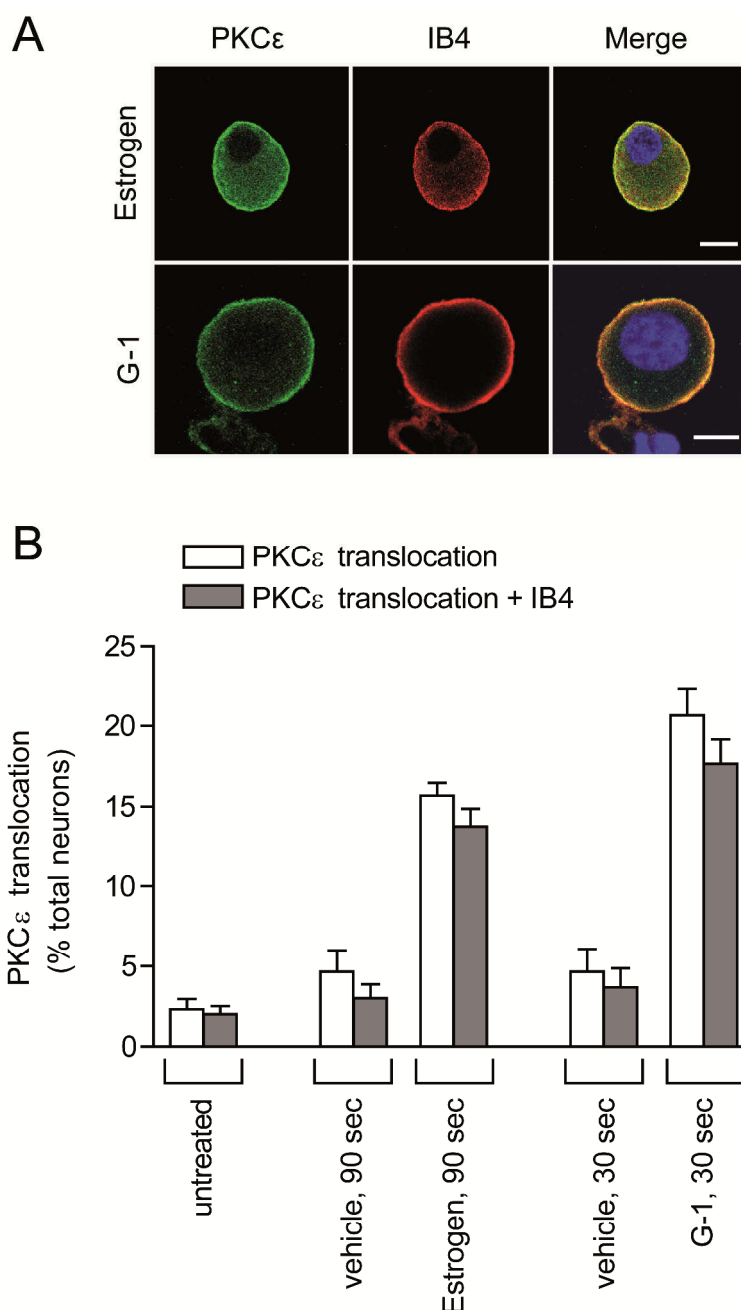 A
PKCε IB4 Merge
Estrogen
G-1
B
PKCε translocation
PKCε translocation + IB4
25
20
15
10
5
0
PKCε translocation
(% total neurons)
untreated
vehicle, 90 sec
Estrogen, 90 sec
vehicle, 30 sec
G-1, 30 sec